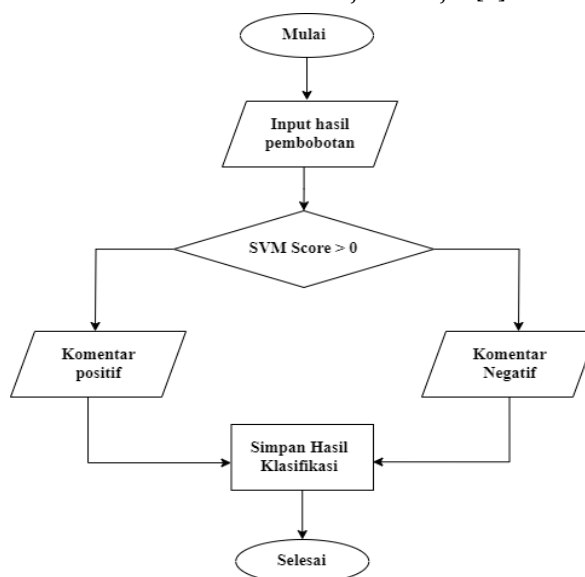 Mulai
Input hasil
pembobotan
SVM Score > 0
Komentar
positif
Komentar
Negatif
Simpan Hasil
Klasifikasi
Selesai